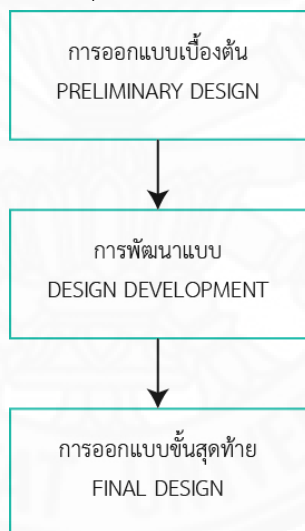 การออกแบบเบื้องต้น
PRELIMINARY DESIGN
การพัฒนาแบบ
DESIGN DEVELOPMENT
การออกแบบขั้นสุดท้าย
FINAL DESIGN